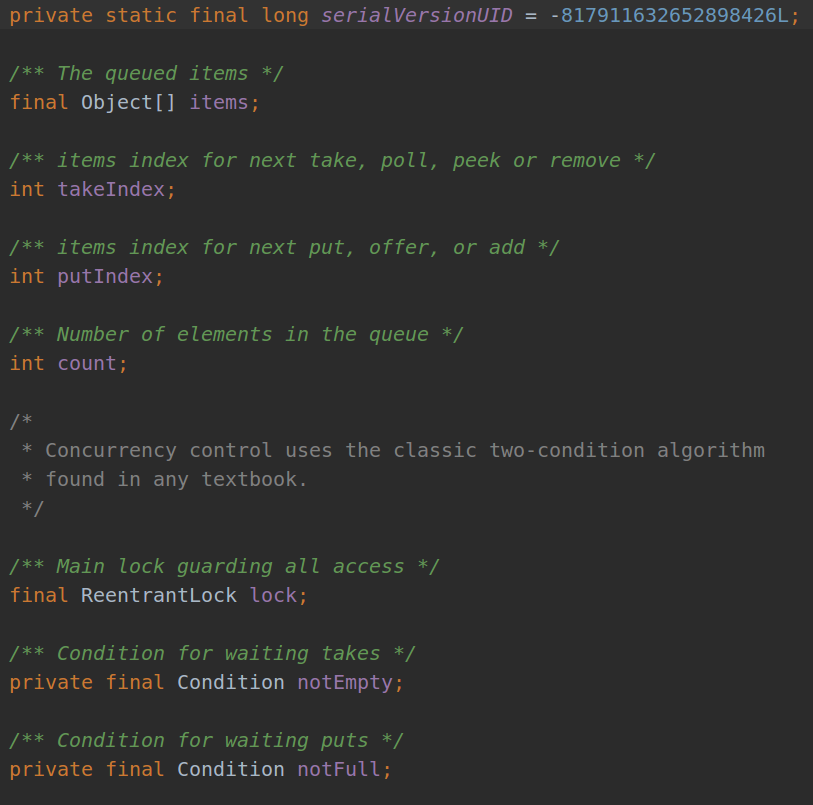 private static final long serialVersionUID = -817911632652898426L;
/** The queued items */
final Object[] items;
/** items index for next take, poll, peek or remove */
int takeIndex;
/** items index for next put, offer, or add */
int putIndex;
/** Number of elements in the queue */
int count;
/*
 * Concurrency control uses the classic two-condition algorithm
 * found in any textbook.
 */
/** Main lock guarding all access */
final ReentrantLock lock;
/** Condition for waiting takes */
private final Condition notEmpty;
/** Condition for waiting puts */
private final Condition notFull;